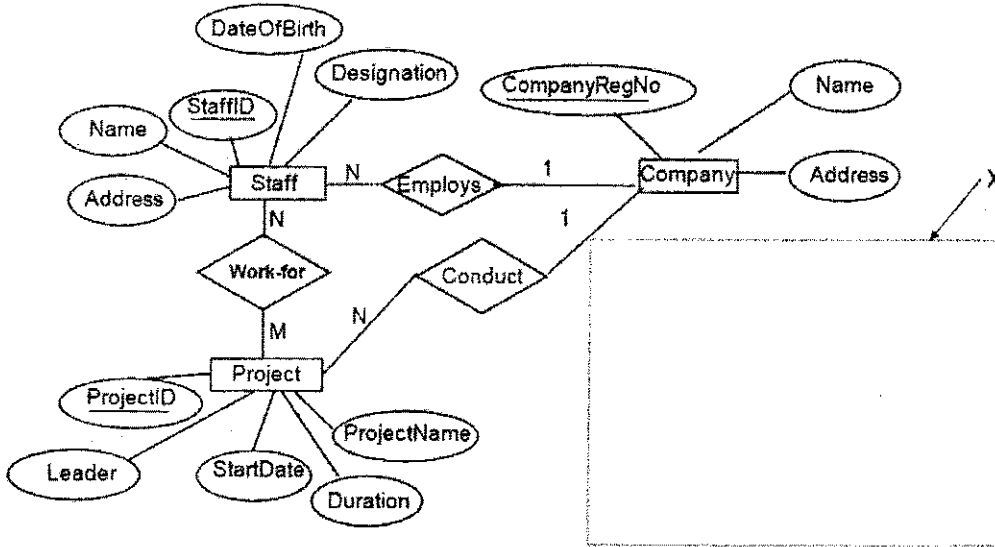 DateOfBirth
Designation
CompanyRegNo
Name
StaffID
Name
Address
Staff
N
Employs
1
Company
Address
X
N
1
Work-for
Conduct
N
M
Project
ProjectID
ProjectName
Leader
StartDate
Duration